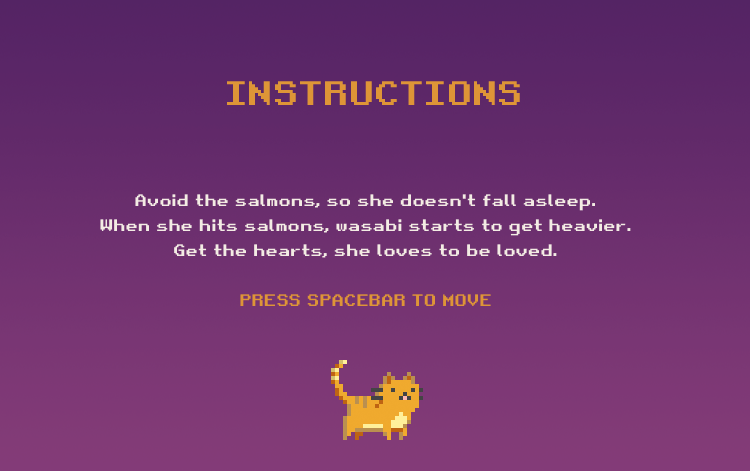 INSTRUCTIONS
Avoid the salmons, so she doesn't fall asleep.
When she hits salmons, wasabi starts to get heavier.
Get the hearts, she loves to be loved.
PRESS SPACEBAR TO MOVE